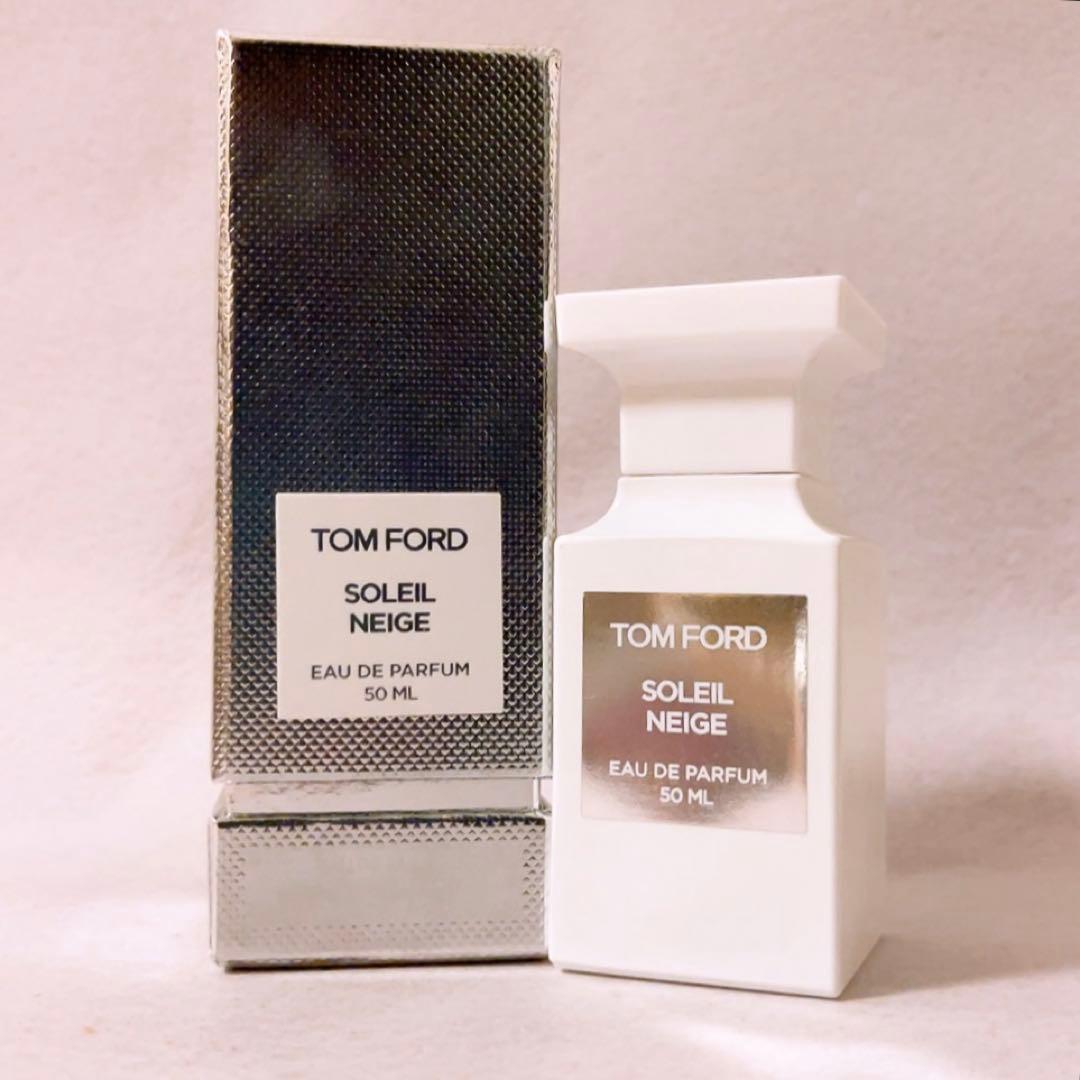 TOM FORD
SOLEIL
NEIGE
EAU DE PARFUM
50 ML
TOM FORD
SOLEIL
NEIGE
EAU DE PARFUM
50 ML